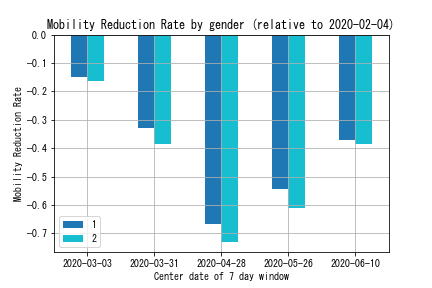 Mobility Reduction Rate by gender (relative to 2020-02-04)
0.0
−0.1
−0.2
−0.3
−0.4
−0.5
−0.6
−0.7
Mobility Reduction Rate
1
2
2020-03-03 2020-03-31 2020-04-28 2020-05-26 2020-06-10
Center date of 7 day window